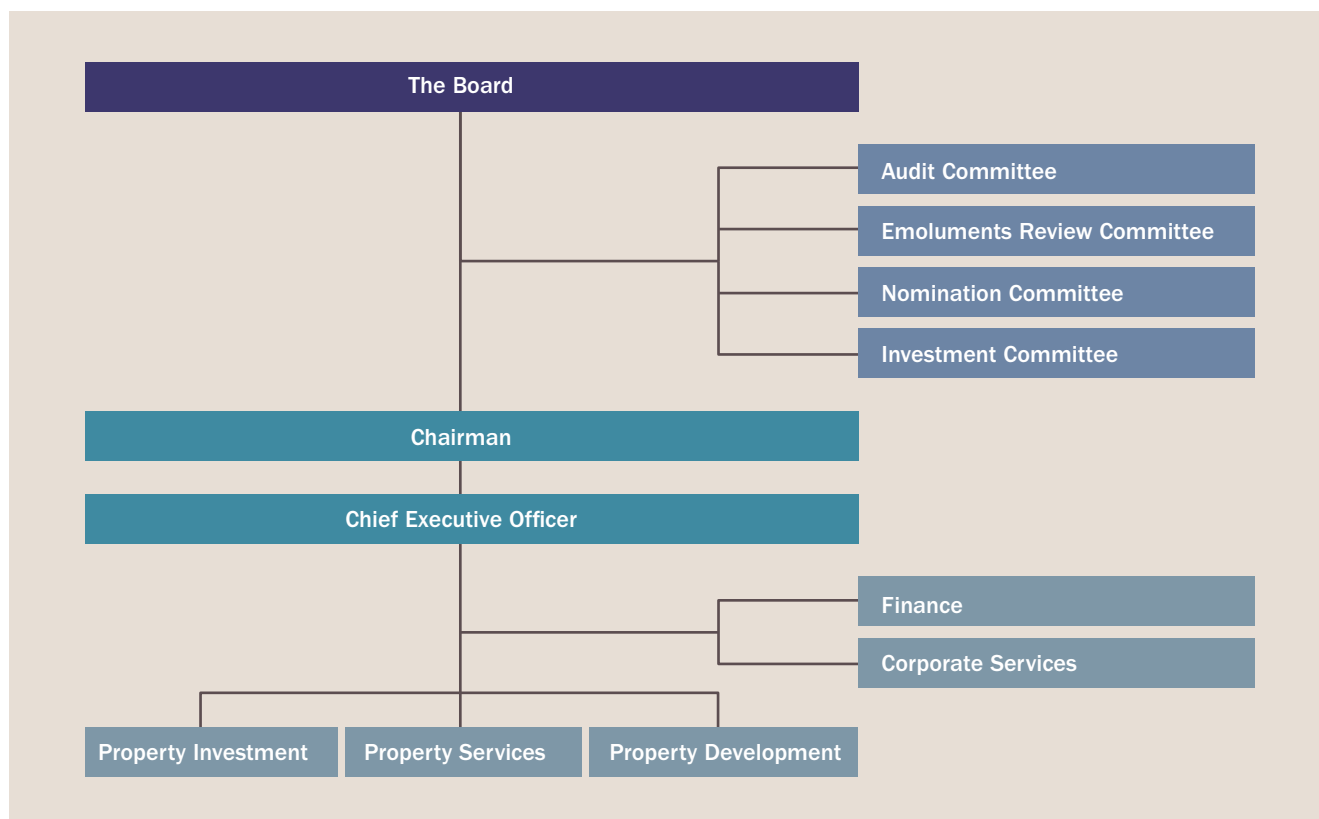 The Board
Audit Committee
Emoluments Review Committee
Nomination Committee
Investment Committee
Chairman
Chief Executive Officer
Finance
Corporate Services
Property Investment
Property Services
Property Development